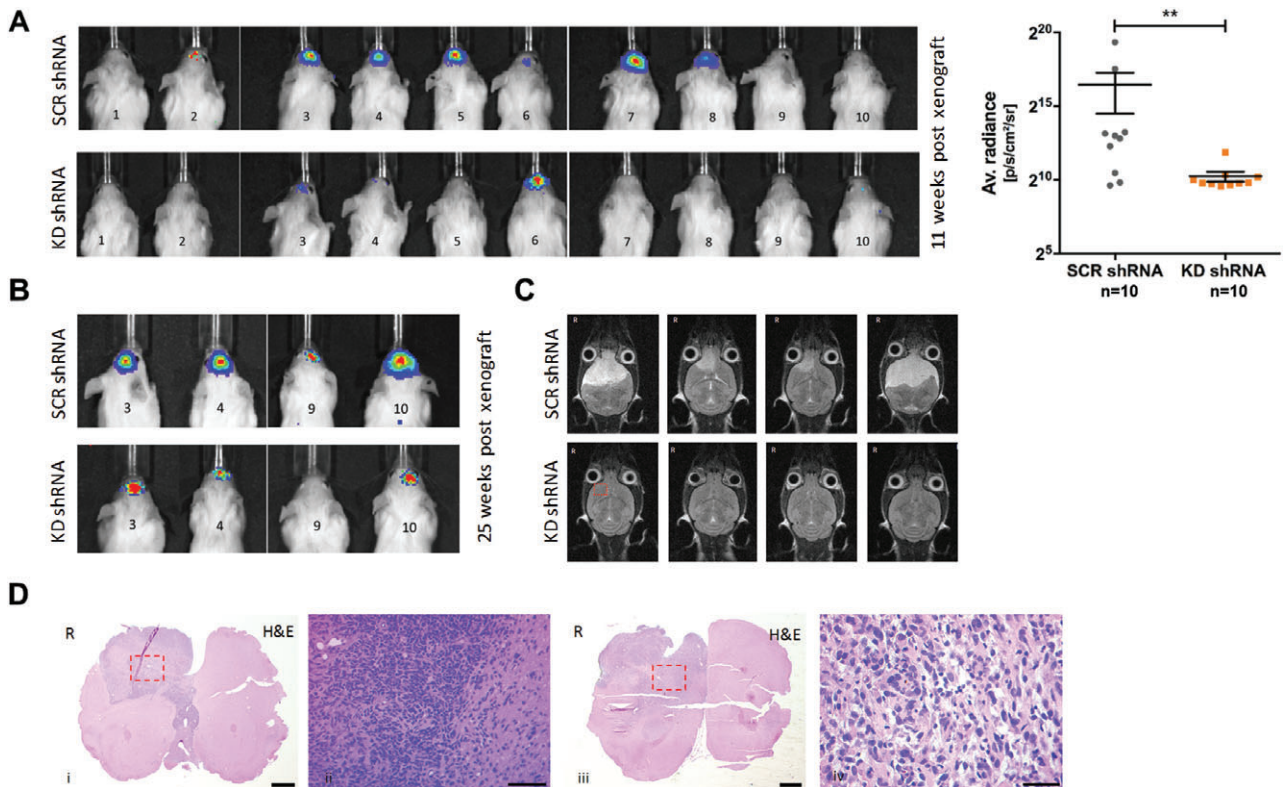 A
SCR shRNA
1 2 3 4 5 6 7 8 9 10
KD shRNA
1 2 3 4 5 6 7 8 9 10
11 weeks post xenograft
**
Av. radiance
[p/s/cm²/sr]
2²⁰
2¹⁵
2¹⁰
2⁵
SCR shRNA KD shRNA
n=10 n=10
B
SCR shRNA
3 4 9 10
KD shRNA
3 4 9 10
25 weeks post xenograft
C
SCR shRNA
R R R R
KD shRNA
R R R R
D
R H&E
i
ii
R H&E
iii
iv